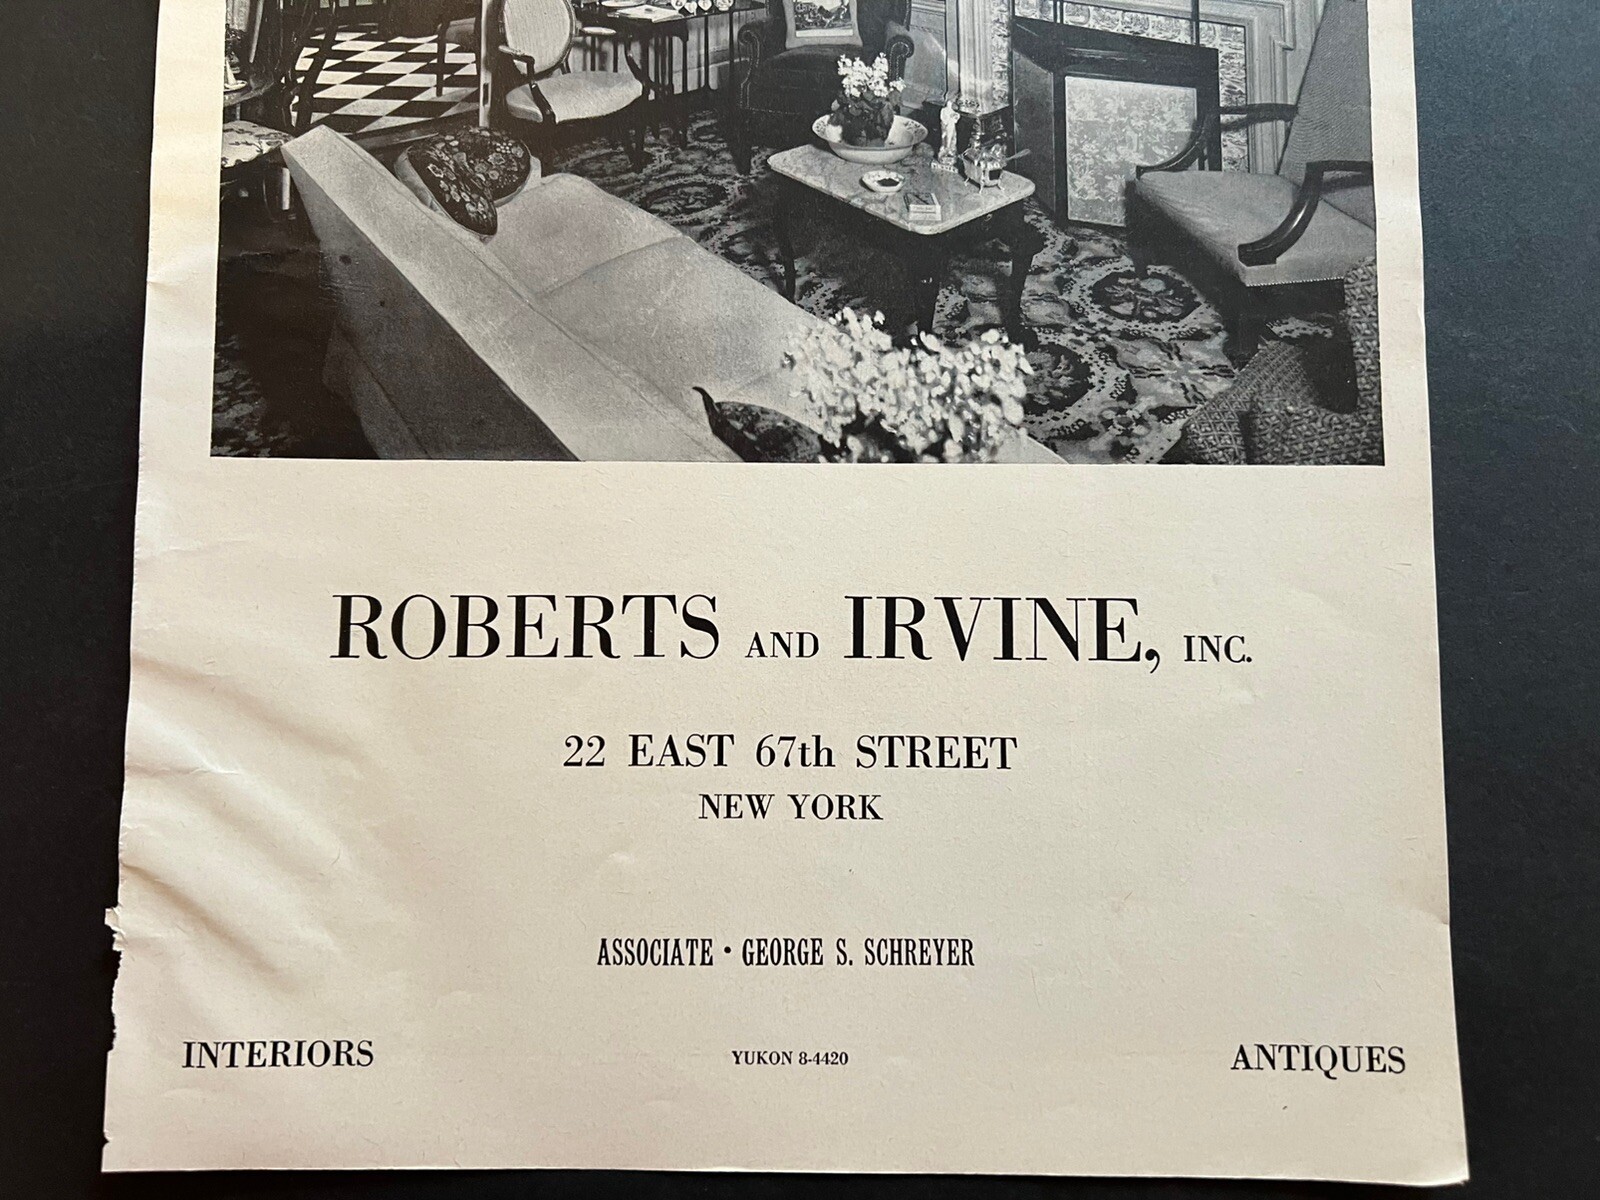 ROBERTS AND IRVINE, INC.
22 EAST 67th STREET
NEW YORK
ASSOCIATE • GEORGE S. SCHREYER
INTERIORS YUKON 8-4420 ANTIQUES